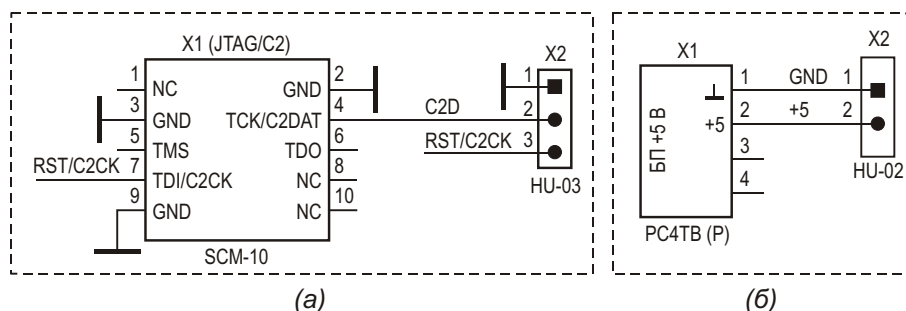 X1 (JTAG/C2)
1 NC
GND 2
3 GND
TCK/C2DAT 4
5 TMS
TDO 6
RST/C2CK 7 TDI/C2CK
NC 8
9 GND
NC 10
SCM-10
C2D
RST/C2CK
X2
1
2
3
HU-03
(а)
X1
БП +5 В
1 GND 1
+5 2 +5 2
3
4
PC4TB (P)
X2
HU-02
(б)